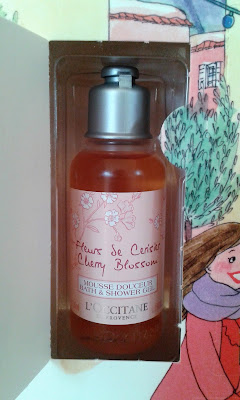 Fleurs de Cerisier
Cherry Blossom
MOUSSE DOUCEUR
BATH & SHOWER GEL
L'OCCITANE
EN PROVENCE